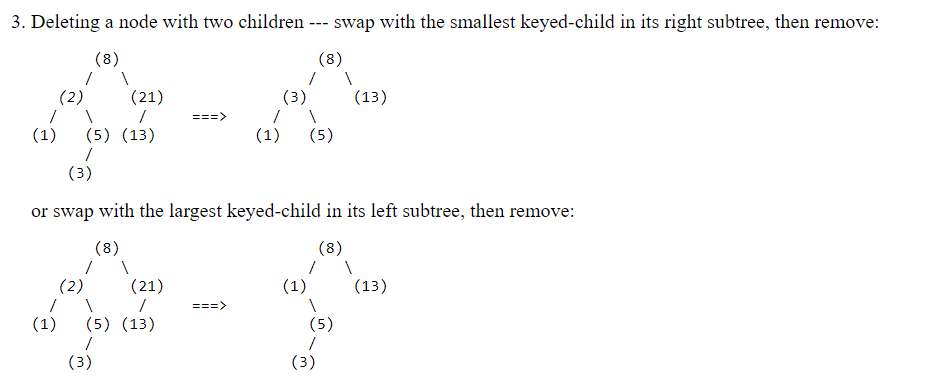 3. Deleting a node with two children --- swap with the smallest keyed-child in its right subtree, then remove:
(8) (8)
/ \ / \
(2) (21) (3) (13)
/ \ / ===> / \
(1) (5) (13) (1) (5)
/
(3)
or swap with the largest keyed-child in its left subtree, then remove:
(8) (8)
/ \ / \
(2) (21) (1) (13)
/ \ / ===> \
(1) (5) (13) (5)
/ /
(3) (3)